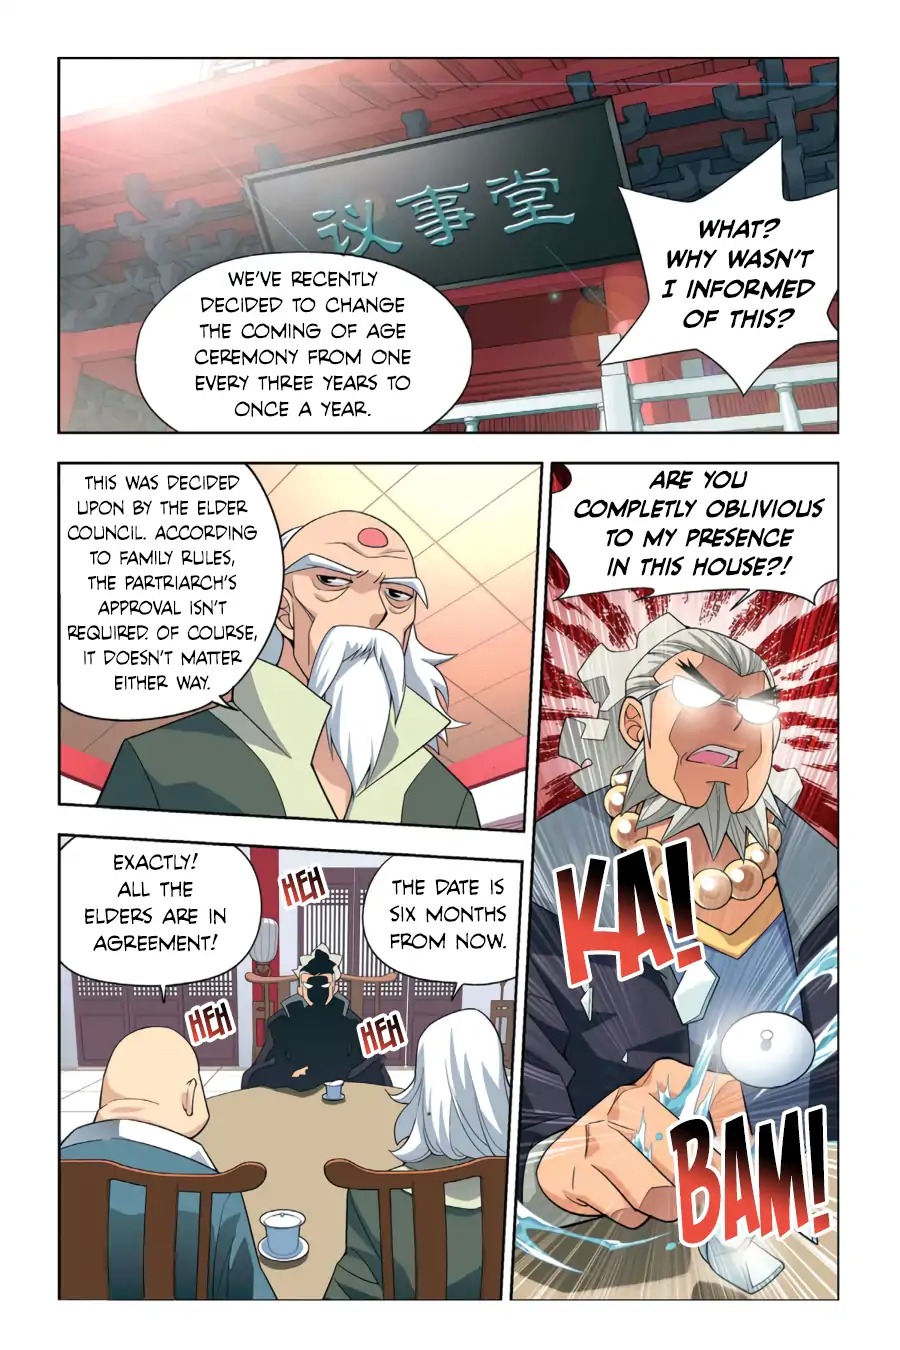 议事堂
WHAT?
WHY WASN'T
I INFORMED
OF THIS?
WE'VE RECENTLY
DECIDED TO CHANGE
THE COMING OF AGE
CEREMONY FROM ONE
EVERY THREE YEARS TO
ONCE A YEAR.
THIS WAS DECIDED
UPON BY THE ELDER
COUNCIL. ACCORDING
TO FAMILY RULES,
THE PARTRIARCH'S
APPROVAL ISN'T
REQUIRED. OF COURSE,
IT DOESN'T MATTER
EITHER WAY.
ARE YOU
COMPLETLY OBLIVIOUS
TO MY PRESENCE
IN THIS HOUSE?!
KA!
BAM!
EXACTLY!
ALL THE
ELDERS ARE IN
AGREEMENT!
HEH
THE DATE IS
SIX MONTHS
FROM NOW.
HEH
HEH